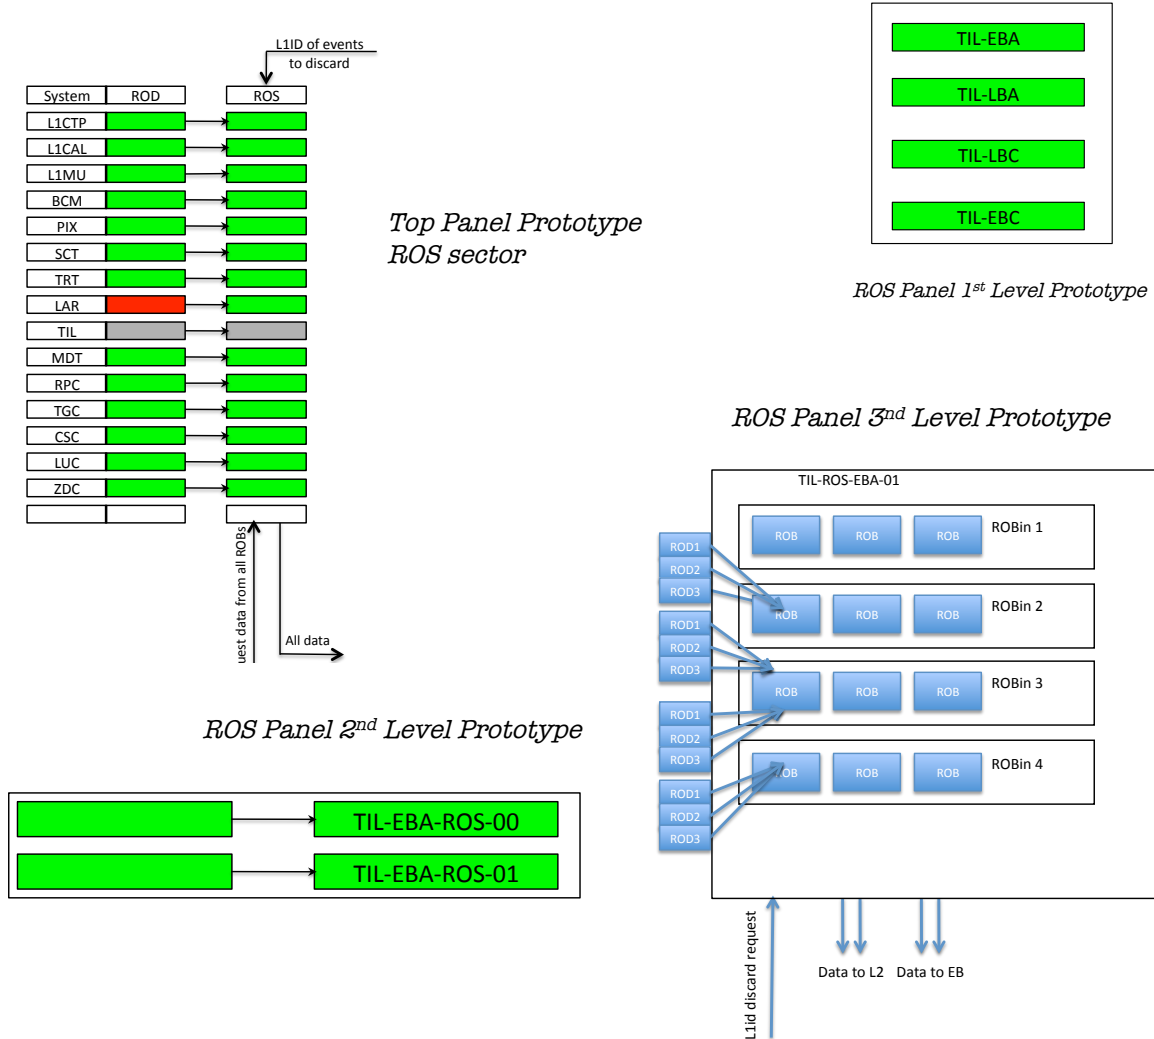 L1ID of events
to discard
System ROD ROS
L1CTP
L1CAL
L1MU
BCM
PIX
SCT
TRT
LAR
TIL
MDT
RPC
TGC
CSC
LUC
ZDC
uest data from all ROBs
All data
Top Panel Prototype
ROS sector
TIL-EBA
TIL-LBA
TIL-LBC
TIL-EBC
ROS Panel 1st Level Prototype
ROS Panel 2nd Level Prototype
TIL-EBA-ROS-00
TIL-EBA-ROS-01
ROS Panel 3nd Level Prototype
TIL-ROS-EBA-01
ROB ROB ROB ROBin 1
ROD1
ROD2
ROD3
ROB ROB ROB ROBin 2
ROD1
ROD2
ROD3
ROB ROB ROB ROBin 3
ROD1
ROD2
ROD3
ROB ROB ROB ROBin 4
ROD1
ROD2
ROD3
L1id discard request
Data to L2 Data to EB